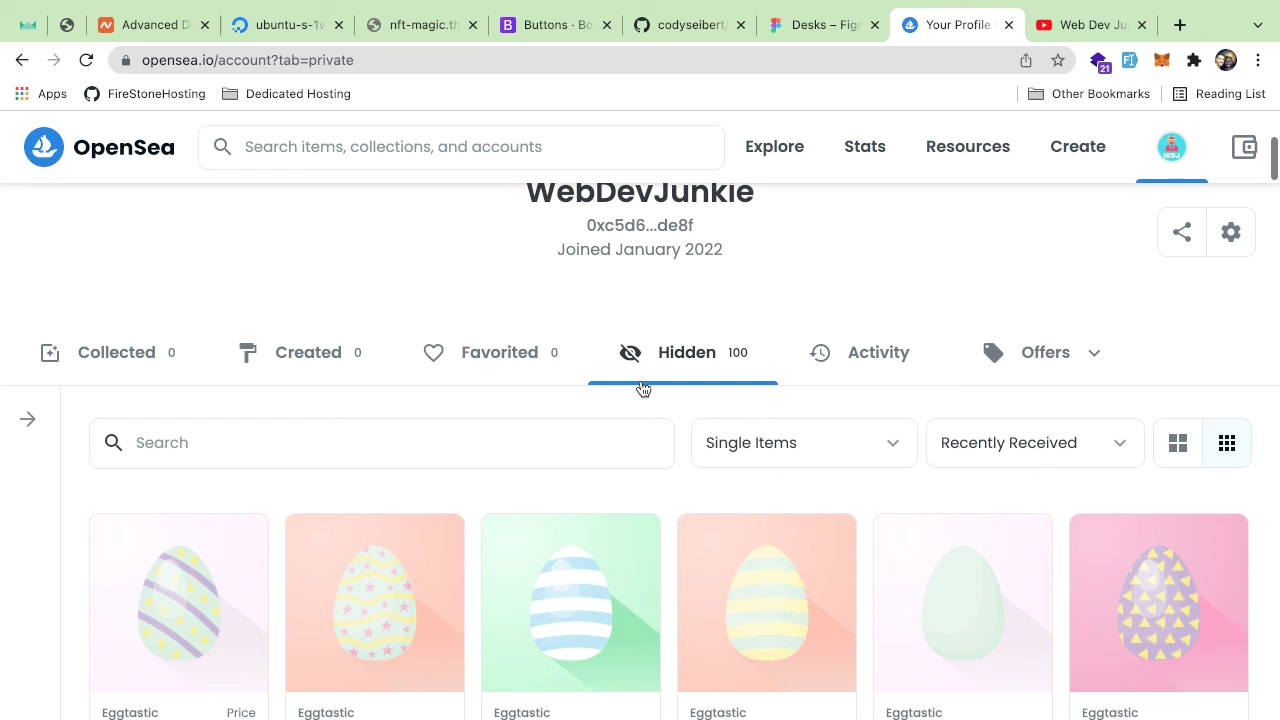 Advanced D
ubuntu-s-1v
nft-magic.th
Buttons · Bo
codyseibert/
Desks – Figm
Your Profile
Web Dev Ju
opensea.io/account?tab=private
21
Apps
FireStoneHosting
Dedicated Hosting
Other Bookmarks
Reading List
OpenSea
Search items, collections, and accounts
Explore
Stats
Resources
Create
WBJ
WebDevJunkie
0xc5d6...de8f
Joined January 2022
Collected 0
Created 0
Favorited 0
Hidden 100
Activity
Offers
Search
Single Items
Recently Received
Eggtastic
Price
Eggtastic
Eggtastic
Eggtastic
Eggtastic
Eggtastic